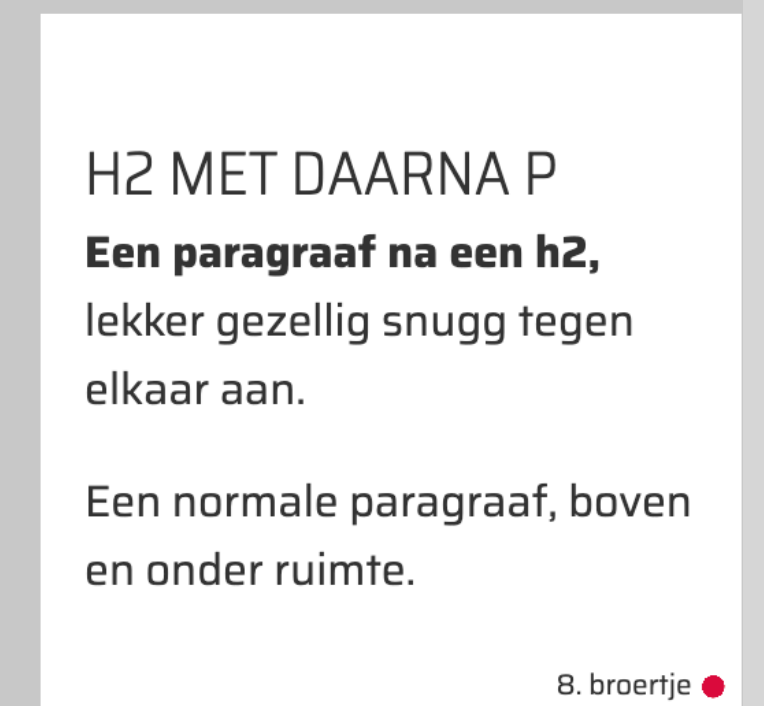 H2 MET DAARNA P
Een paragraaf na een h2,
lekker gezellig snugg tegen
elkaar aan.
Een normale paragraaf, boven
en onder ruimte.
8. broertje